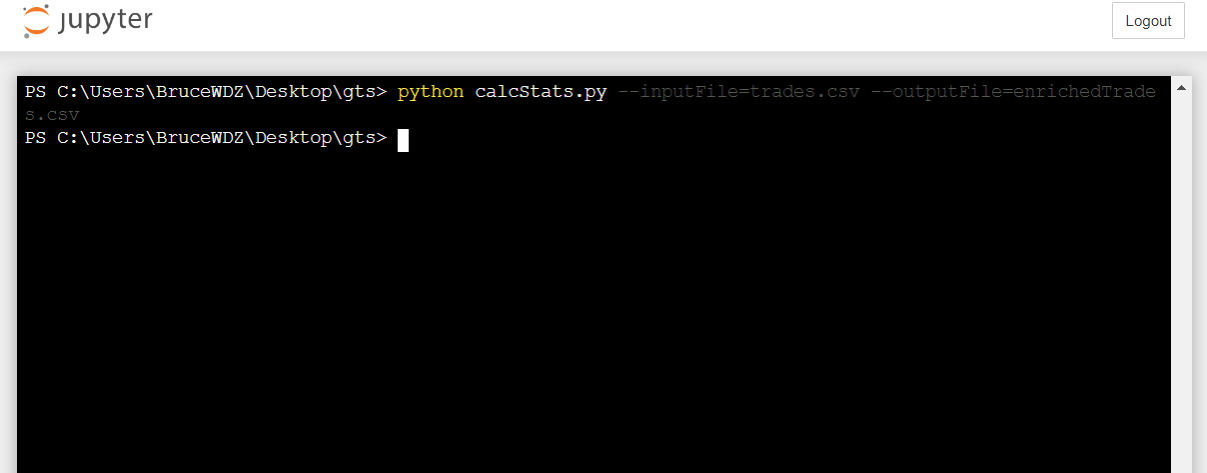 jupyter
Logout
PS C:\Users\BruceWDZ\Desktop\gts> python calcStats.py --inputFile=trades.csv --outputFile=enrichedTrade
s.csv
PS C:\Users\BruceWDZ\Desktop\gts>